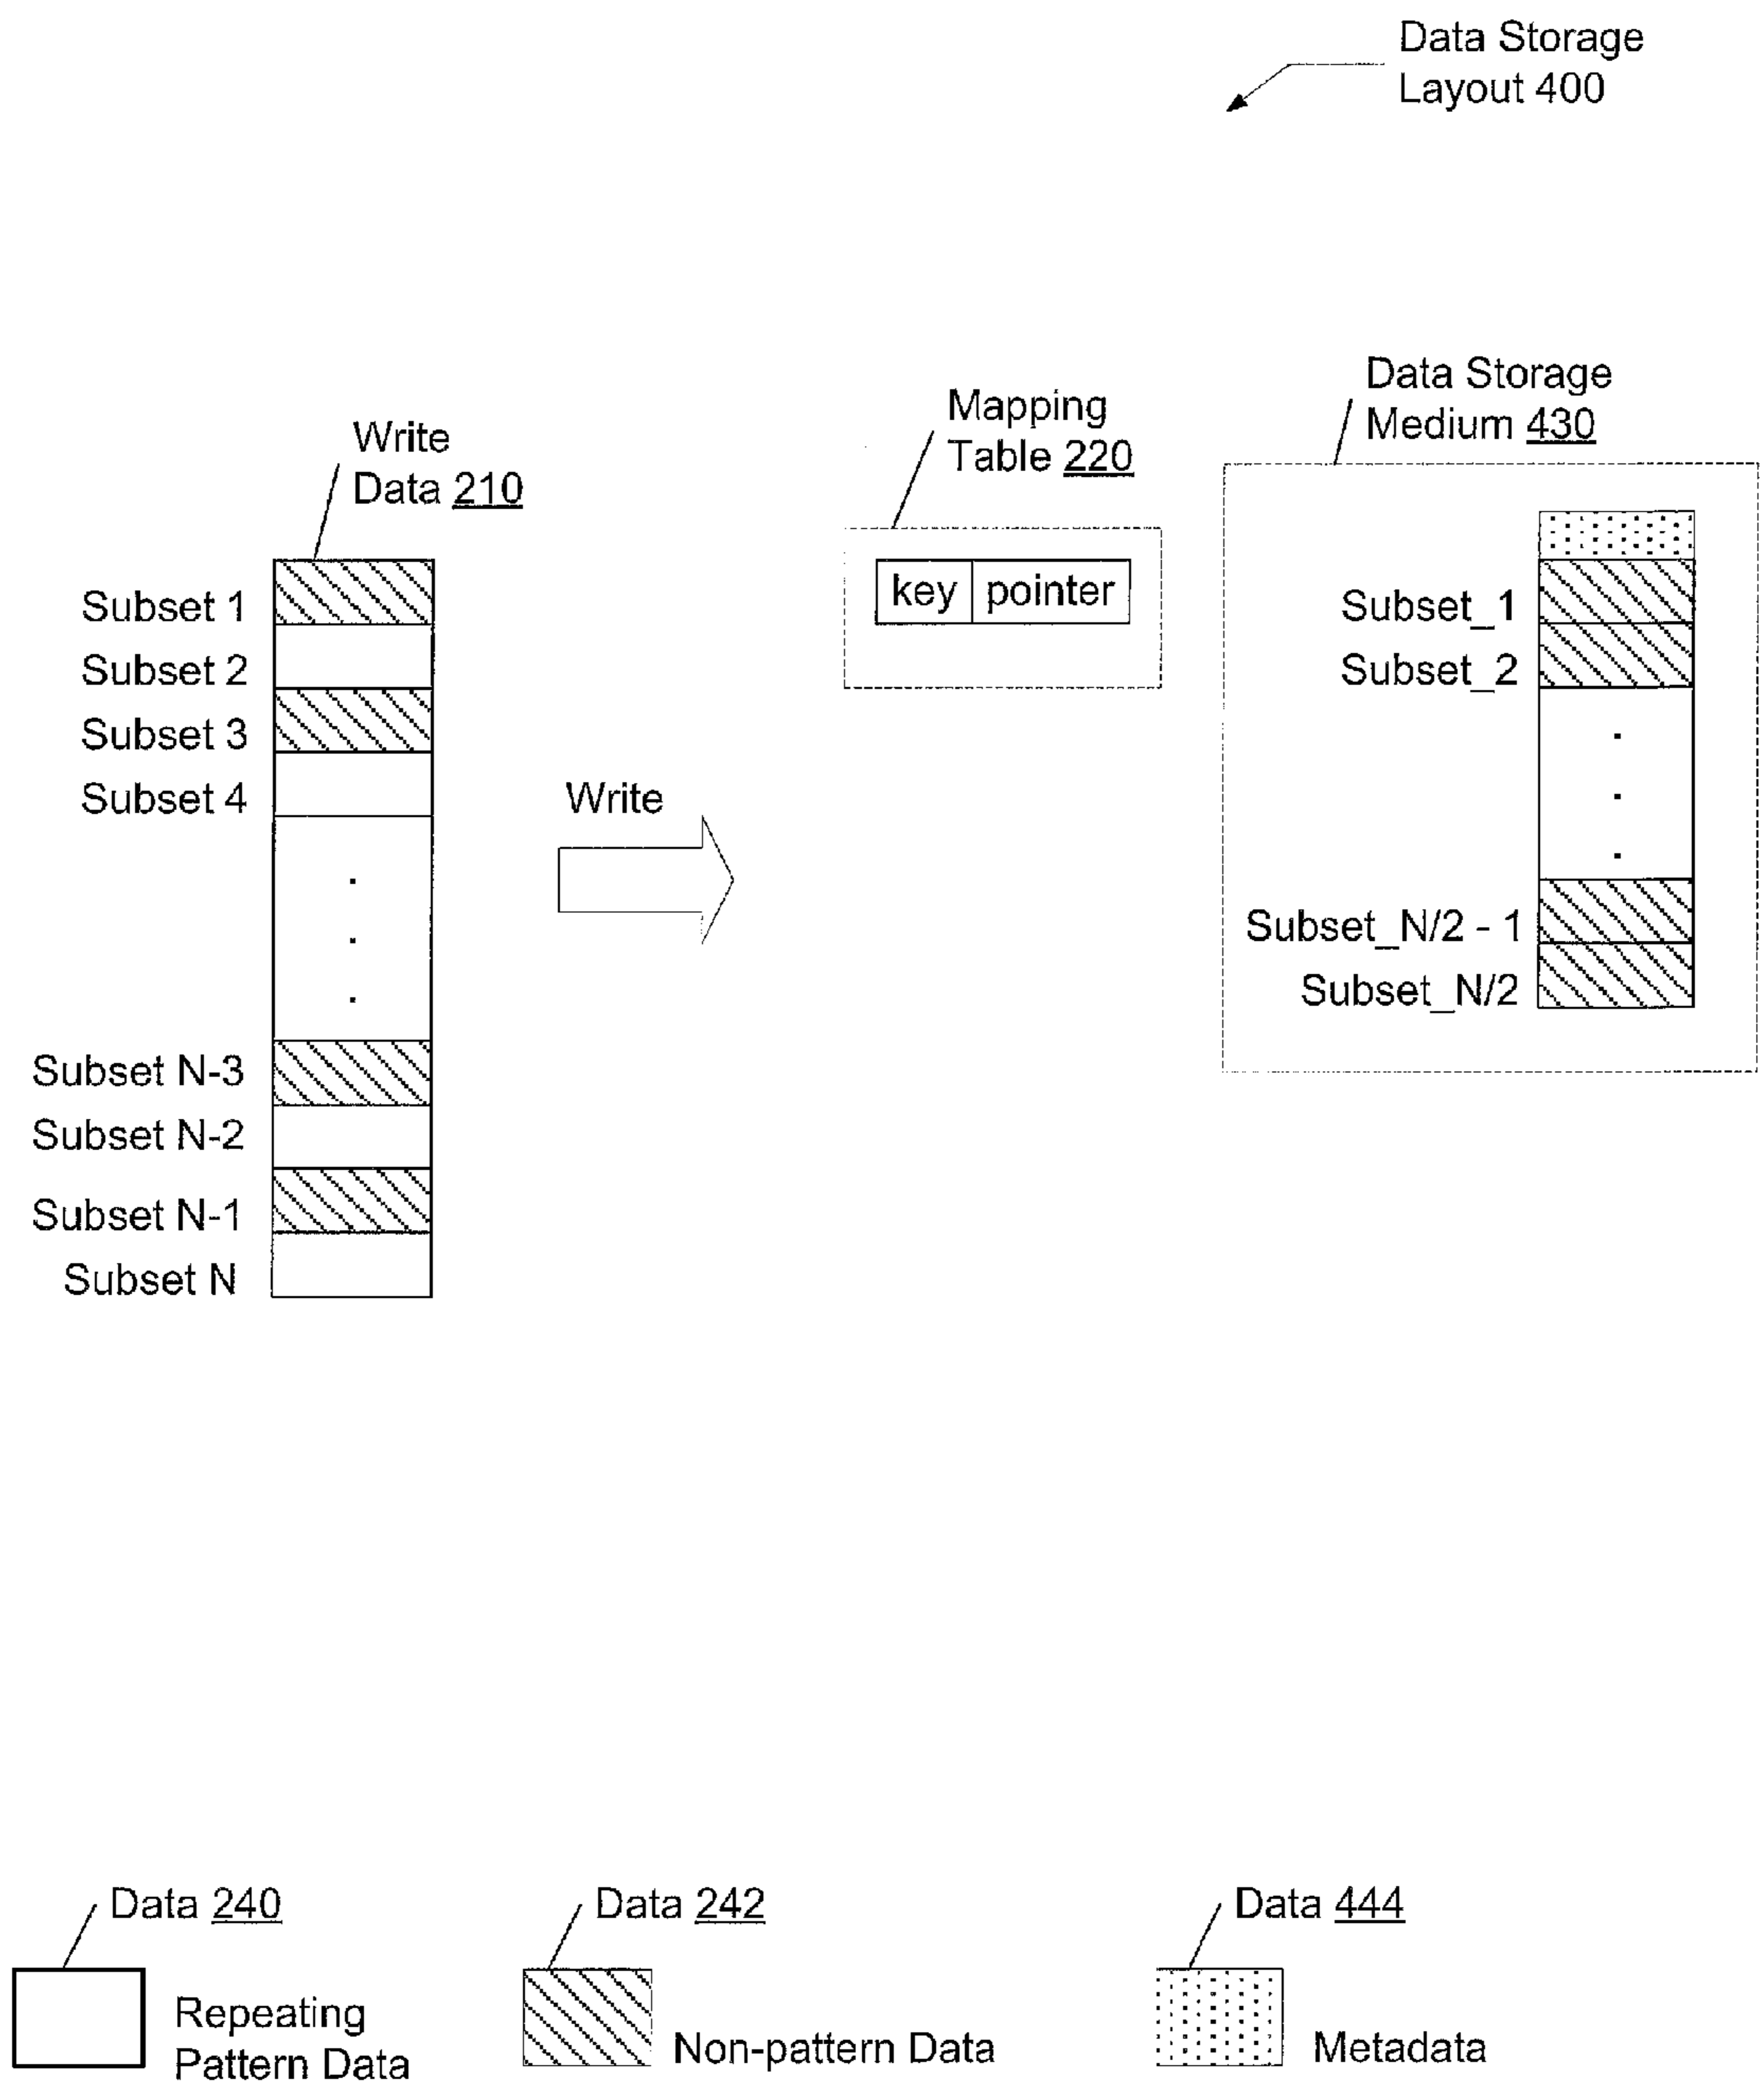 Data Storage
Layout 400
Data Storage
Medium 430
Mapping
Table 220
Write
Data 210
key pointer
Subset 1
Subset 2
Subset 3
Subset 4
.
.
.
Subset N-3
Subset N-2
Subset N-1
Subset N
Write
Subset_1
Subset_2
.
.
.
Subset_N/2 - 1
Subset_N/2
Data 240
Repeating
Pattern Data
Data 242
Non-pattern Data
Data 444
Metadata